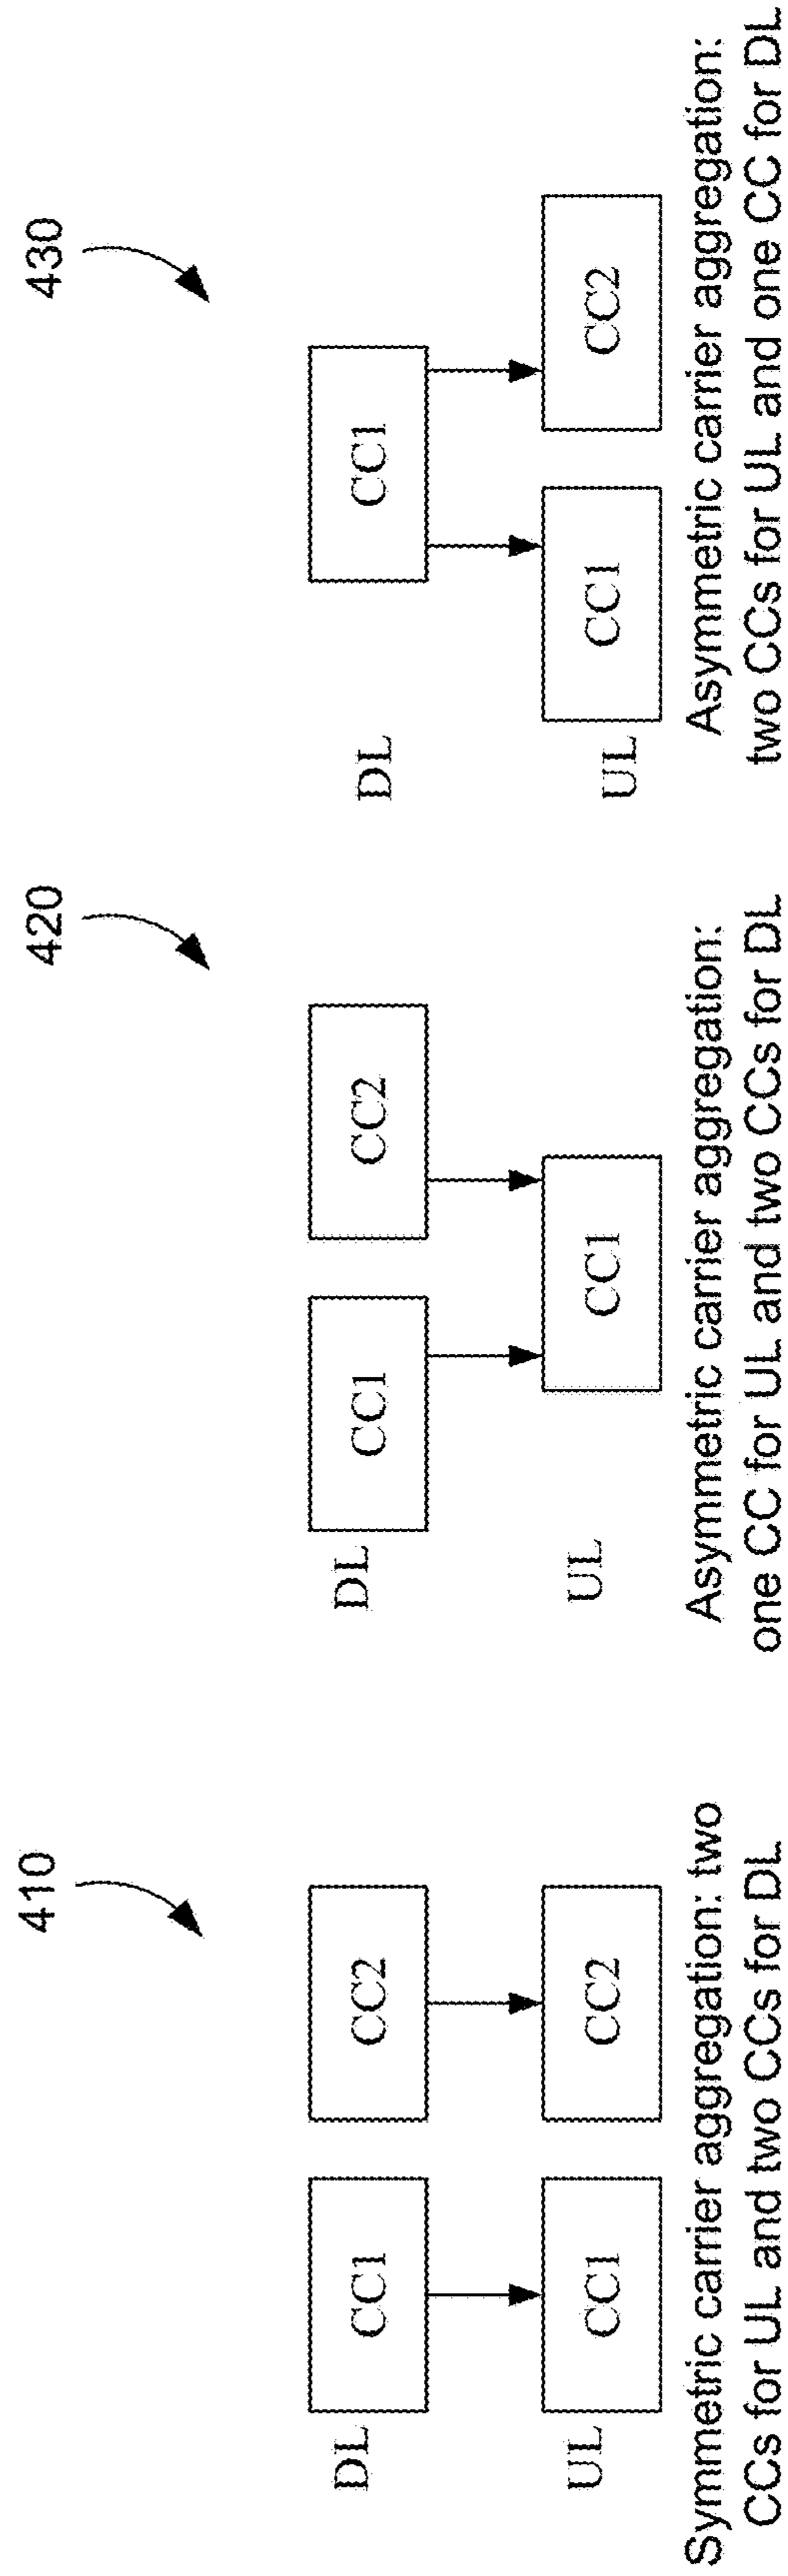 410
DL
CC1
CC2
UL
CC1
CC2
Symmetric carrier aggregation: two
CCs for UL and two CCs for DL
420
DL
CC1
CC2
UL
CC1
Asymmetric carrier aggregation:
one CC for UL and two CCs for DL
430
DL
CC1
UL
CC1
CC2
Asymmetric carrier aggregation:
two CCs for UL and one CC for DL